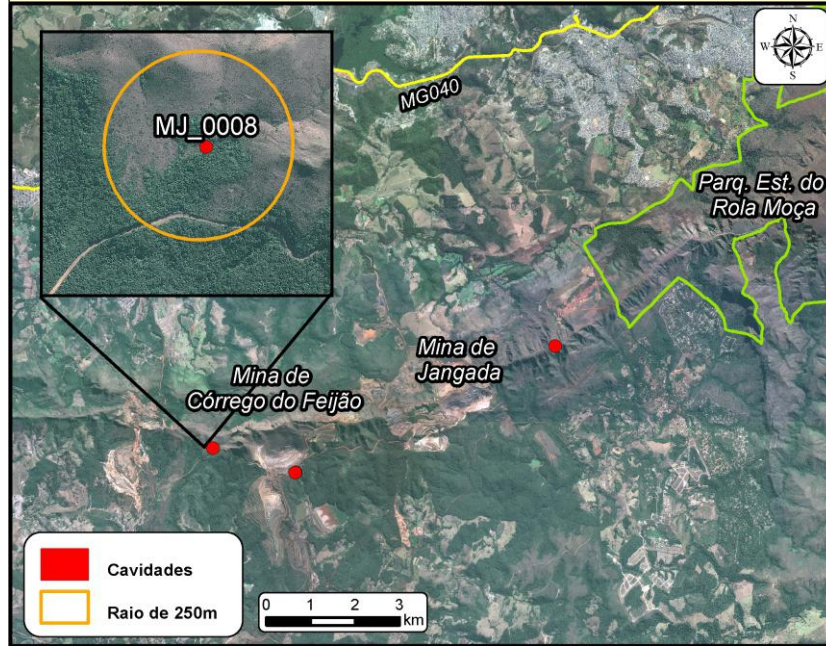 N
W E
S
MG040
MJ_0008
Parq. Est. do
Rola Moça
Mina de
Jangada
Mina de
Córrego do Feijão
Cavidades
Raio de 250m
0 1 2 3
km